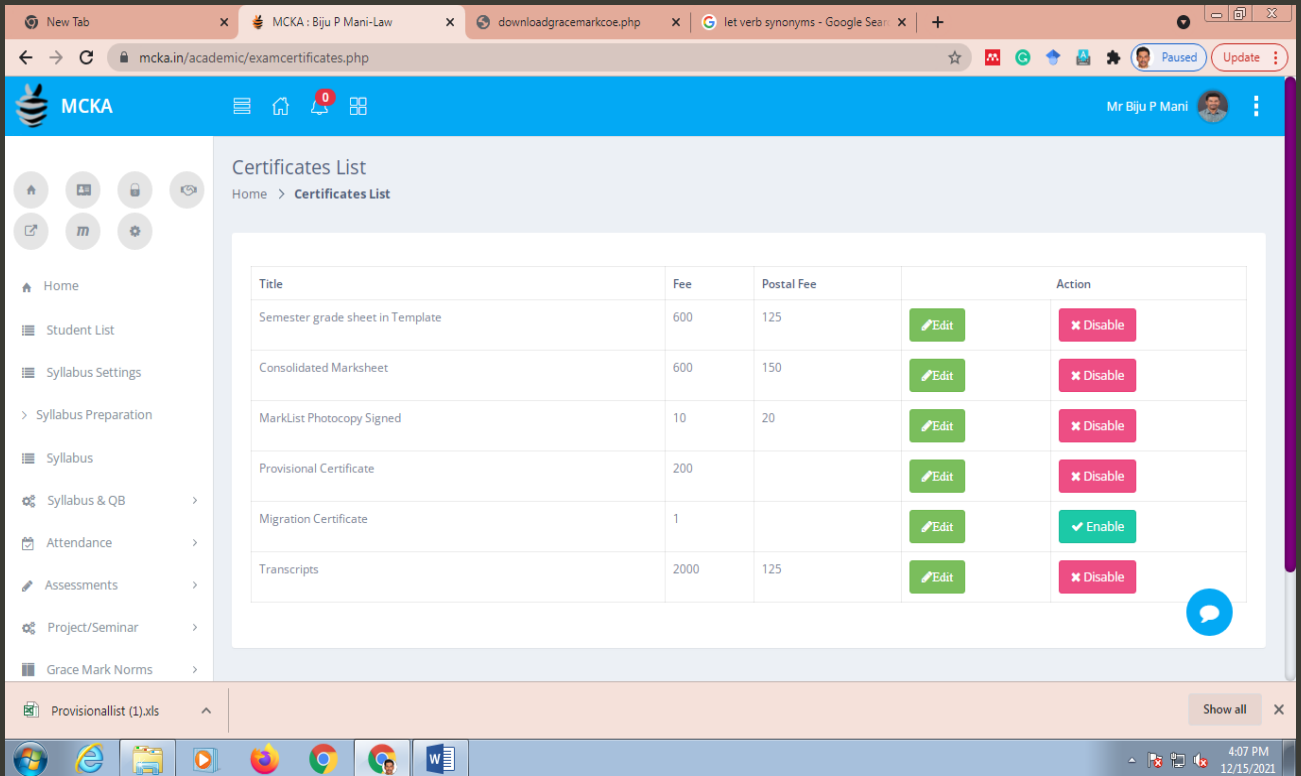 New Tab
MCKA : Biju P Mani-Law
downloadgracemarkcoe.php
let verb synonyms - Google Sear
mcka.in/academic/examcertificates.php
Paused
Update
MCKA
0
Mr Biju P Mani
Certificates List
Home > Certificates List
m
Home
Student List
Syllabus Settings
> Syllabus Preparation
Syllabus
Syllabus & QB >
Attendance >
Assessments >
Project/Seminar >
Grace Mark Norms >
Title Fee Postal Fee Action
Semester grade sheet in Template 600 125 Edit Disable
Consolidated Marksheet 600 150 Edit Disable
MarkList Photocopy Signed 10 20 Edit Disable
Provisional Certificate 200 Edit Disable
Migration Certificate 1 Edit Enable
Transcripts 2000 125 Edit Disable
Provisionallist (1).xls
Show all
4:07 PM
12/15/2021